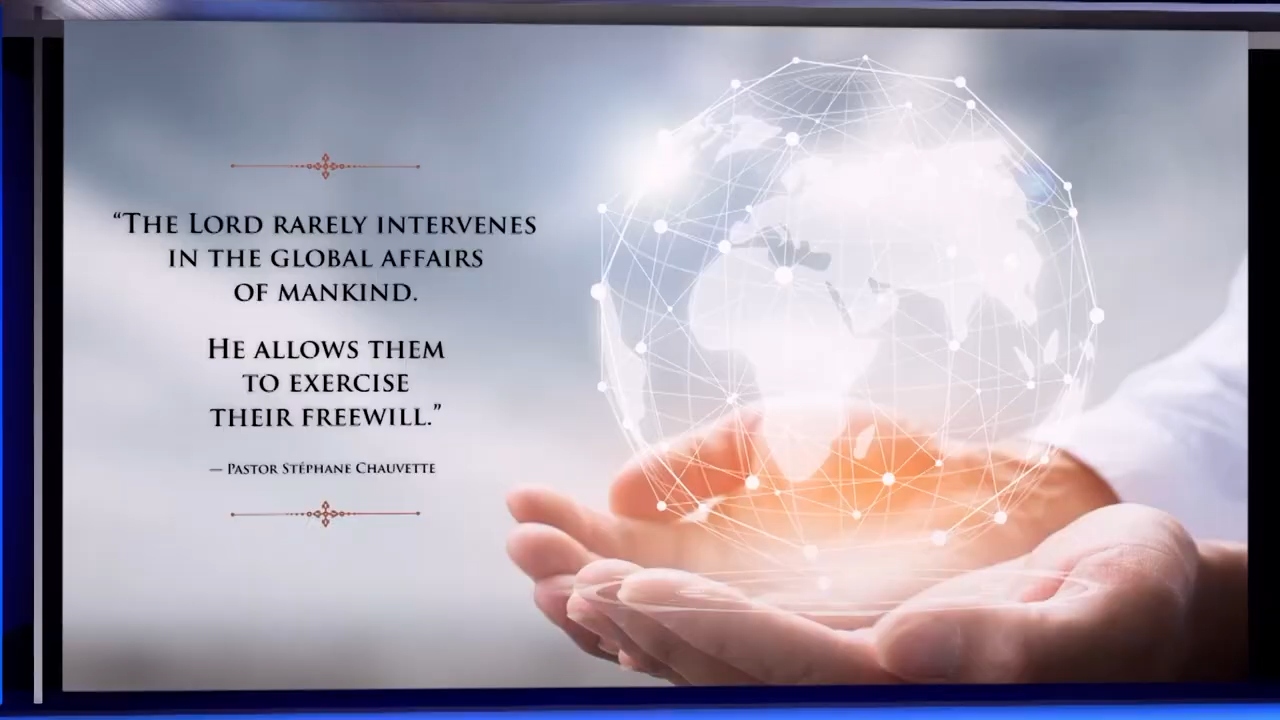 “The Lord rarely intervenes
in the global affairs
of mankind.
He allows them
to exercise
their freewill.”
— Pastor Stéphane Chauvette